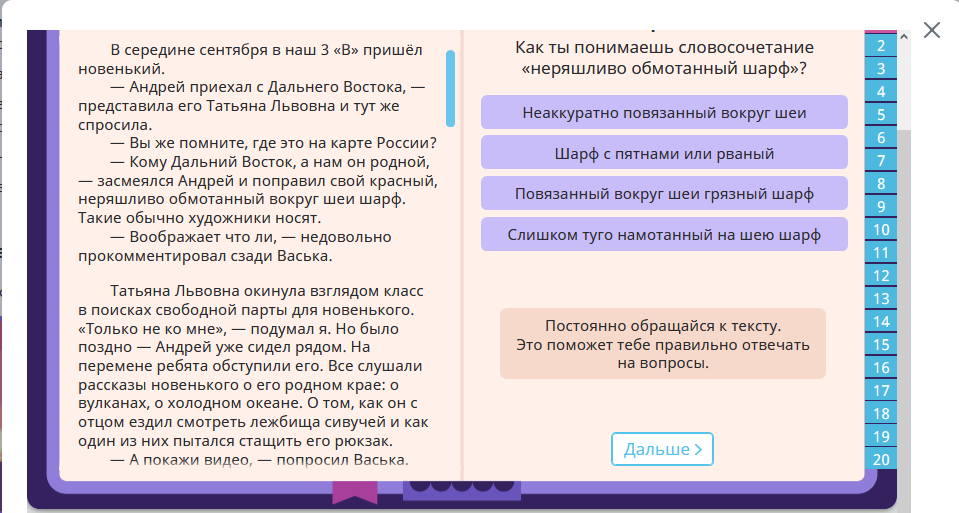 В середине сентября в наш 3 «В» пришёл
новенький.
— Андрей приехал с Дальнего Востока, —
представила его Татьяна Львовна и тут же
спросила.
— Вы же помните, где это на карте России?
— Кому Дальний Восток, а нам он родной,
— засмеялся Андрей и поправил свой красный,
неряшливо обмотанный вокруг шеи шарф.
Такие обычно художники носят.
— Воображает что ли, — недовольно
прокомментировал сзади Васька.
Татьяна Львовна окинула взглядом класс
в поисках свободной парты для новенького.
«Только не ко мне», — подумал я. Но было
поздно — Андрей уже сидел рядом. На
перемене ребята обступили его. Все слушали
рассказы новенького о его родном крае: о
вулканах, о холодном океане. О том, как он с
отцом ездил смотреть лежбища сивучей и как
один из них пытался стащить его рюкзак.
— А покажи видео, — попросил Васька.
Как ты понимаешь словосочетание
«неряшливо обмотанный шарф»?
Неаккуратно повязанный вокруг шеи
Шарф с пятнами или рваный
Повязанный вокруг шеи грязный шарф
Слишком туго намотанный на шею шарф
Постоянно обращайся к тексту.
Это поможет тебе правильно отвечать
на вопросы.
Дальше
2
3
4
5
6
7
8
9
10
11
12
13
14
15
16
17
18
19
20